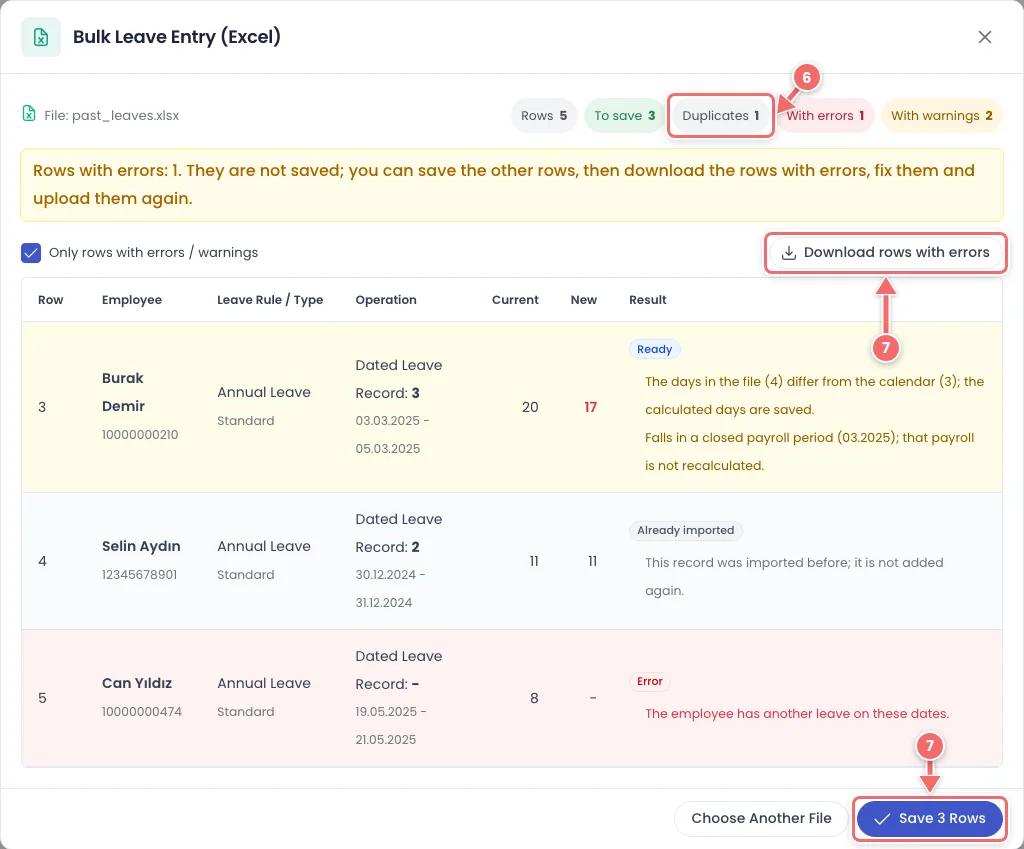 Bulk Leave Entry (Excel)
6
File: past_leaves.xlsx
Rows 5
To save 3
Duplicates 1
With errors 1
With warnings 2
Rows with errors: 1. They are not saved; you can save the other rows, then download the rows with errors, fix them and
upload them again.
Only rows with errors / warnings
Download rows with errors
7
Row Employee Leave Rule / Type Operation Current New Result
3
Burak
Demir
10000000210
Annual Leave
Standard
Dated Leave
Record: 3
03.03.2025 -
05.03.2025
20
17
Ready
The days in the file (4) differ from the calendar (3); the
calculated days are saved.
Falls in a closed payroll period (03.2025); that payroll
is not recalculated.
4
Selin Aydın
12345678901
Annual Leave
Standard
Dated Leave
Record: 2
30.12.2024 -
31.12.2024
11
11
Already imported
This record was imported before; it is not added
again.
5
Can Yıldız
10000000474
Annual Leave
Standard
Dated Leave
Record: -
19.05.2025 -
21.05.2025
8
-
Error
The employee has another leave on these dates.
7
Choose Another File
Save 3 Rows